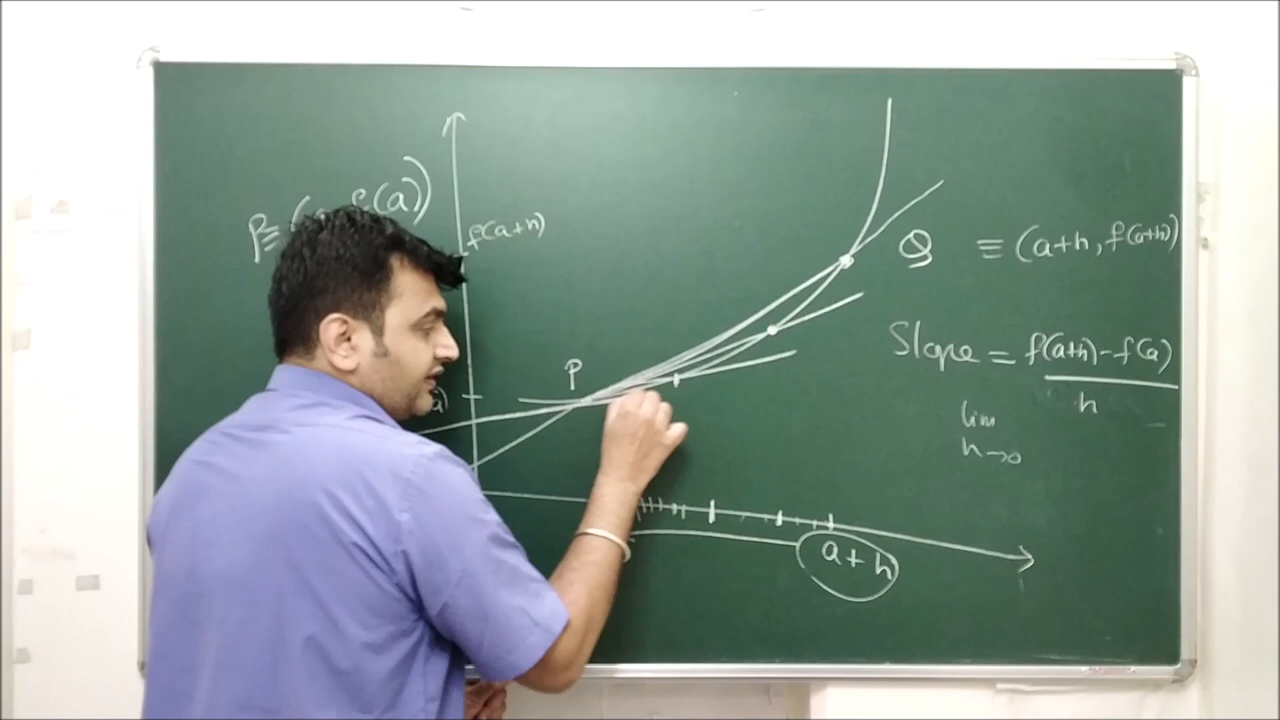 P ≡ ( f(a))
f(a+h)
Q ≡ (a+h, f(a+h))
Slope = f(a+h)-f(a)
h
lim
h→0
P
a)
a+h